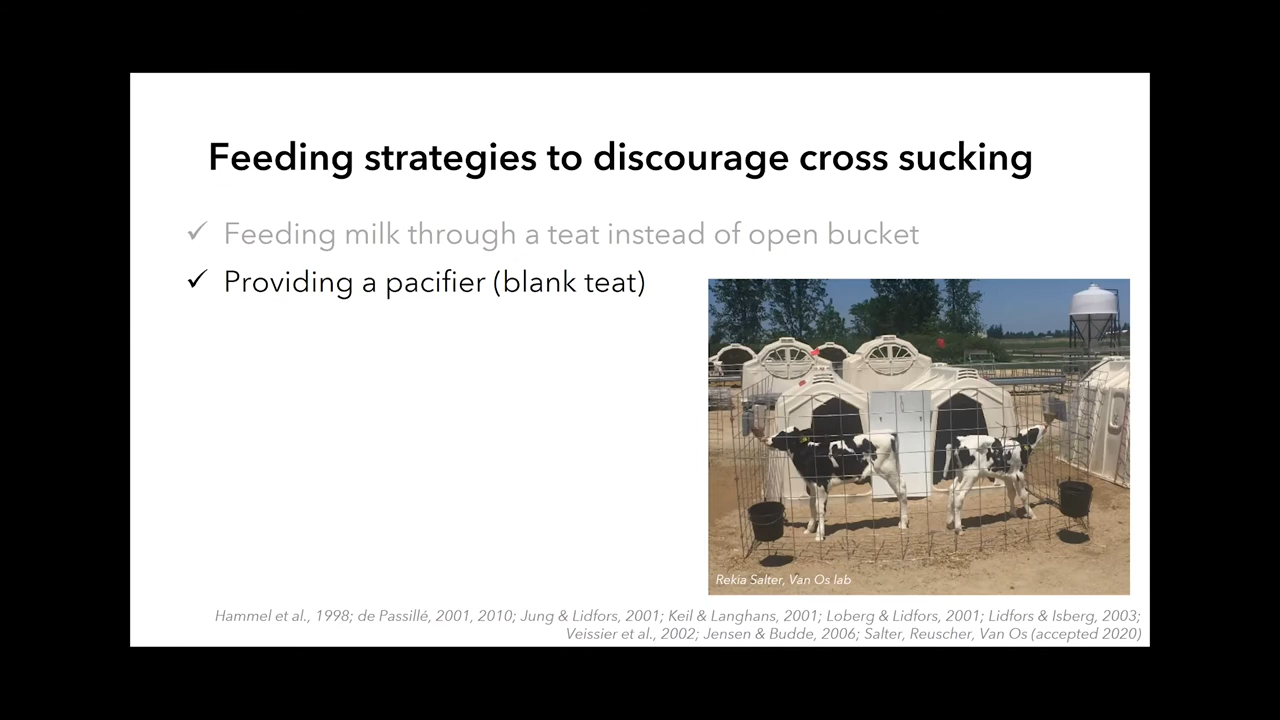 Feeding strategies to discourage cross sucking
✓ Feeding milk through a teat instead of open bucket
✓ Providing a pacifier (blank teat)
Rekia Salter, Van Os lab
Hammel et al., 1998; de Passillé, 2001, 2010; Jung & Lidfors, 2001; Keil & Langhans, 2001; Loberg & Lidfors, 2001; Lidfors & Isberg, 2003;
Veissier et al., 2002; Jensen & Budde, 2006; Salter, Reuscher, Van Os (accepted 2020)